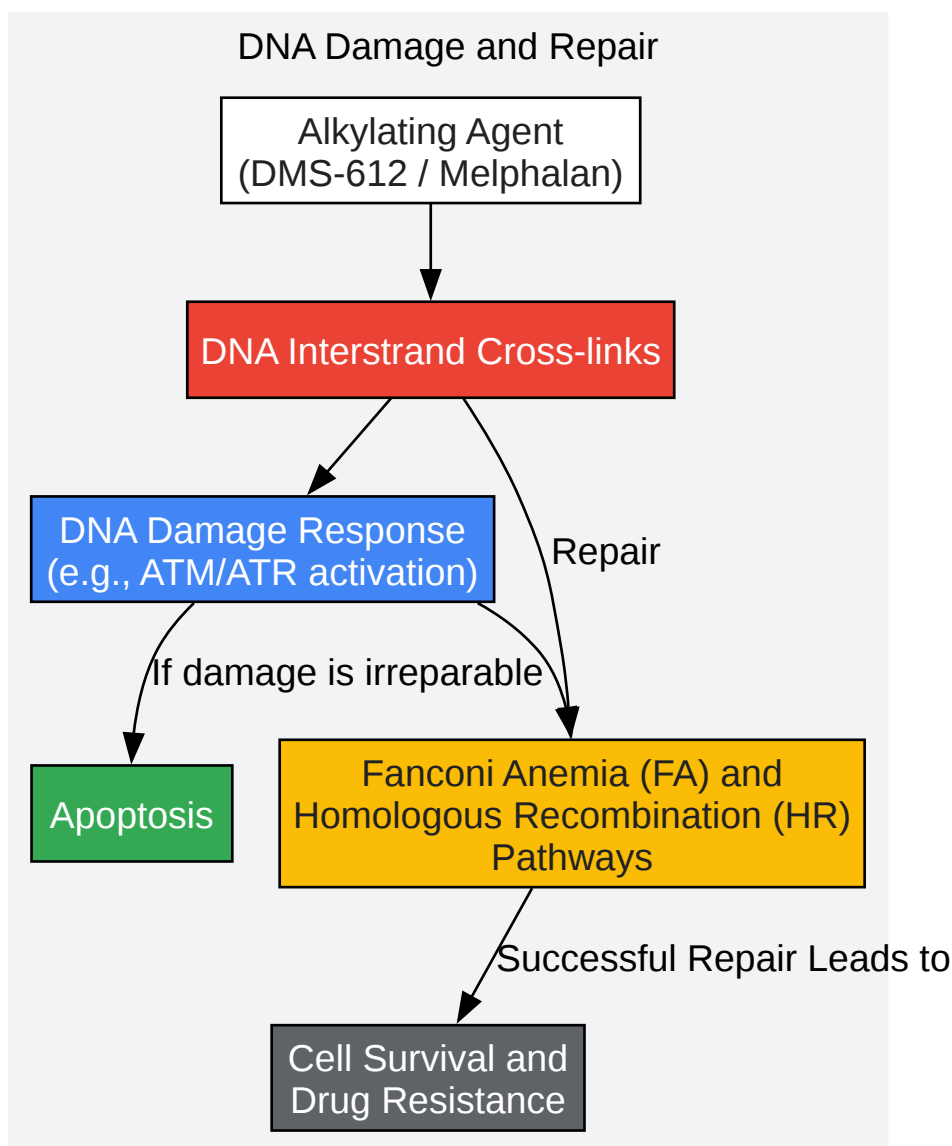 DNA Damage and Repair
Alkylating Agent
(DMS-612 / Melphalan)
DNA Interstrand Cross-links
DNA Damage Response
(e.g., ATM/ATR activation)
Repair
If damage is irreparable
Apoptosis
Fanconi Anemia (FA) and
Homologous Recombination (HR)
Pathways
Successful Repair Leads to
Cell Survival and
Drug Resistance